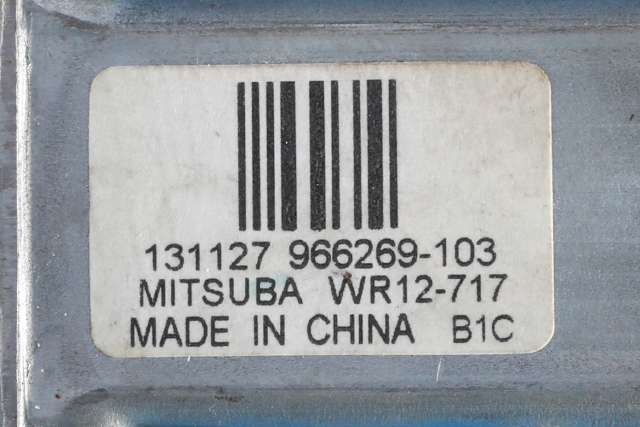 131127 966269-103
MITSUBA WR12-717
MADE IN CHINA B1C